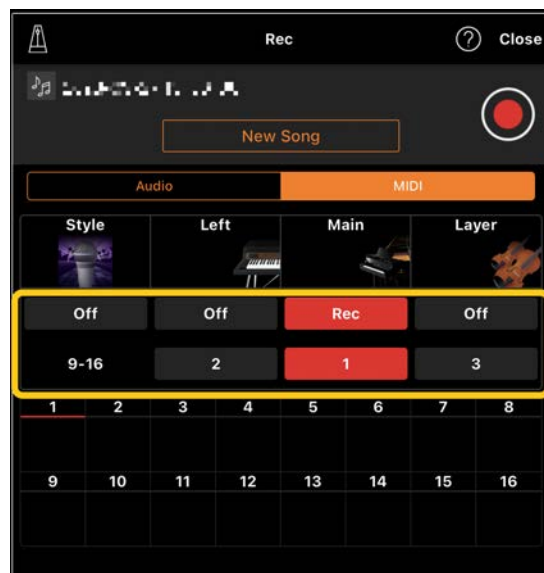 Rec ? Close
New Song
Audio MIDI
Style Left Main Layer
Off Off Rec Off
9-16 2 1 3
1 2 3 4 5 6 7 8
9 10 11 12 13 14 15 16